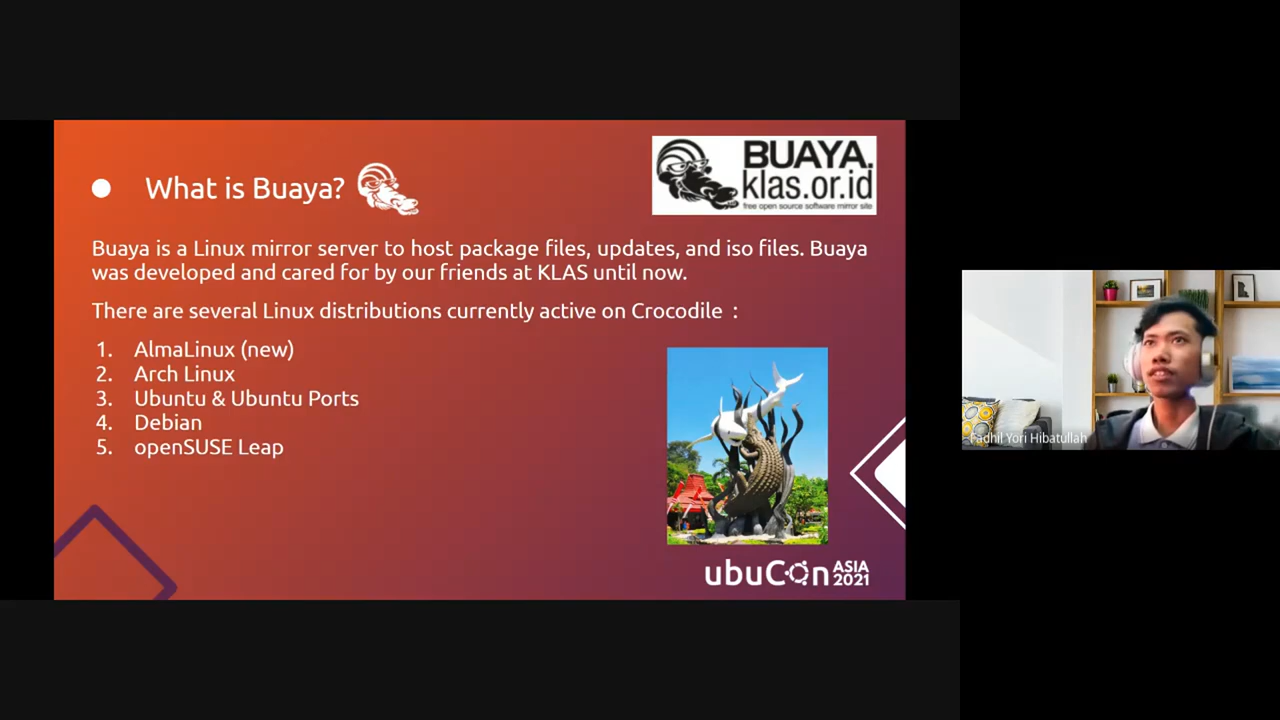 What is Buaya?
BUAYA.
klas.or.id
free open source software mirror site
Buaya is a Linux mirror server to host package files, updates, and iso files. Buaya
was developed and cared for by our friends at KLAS until now.
There are several Linux distributions currently active on Crocodile :
1. AlmaLinux (new)
2. Arch Linux
3. Ubuntu & Ubuntu Ports
4. Debian
5. openSUSE Leap
ubuCon ASIA
2021
Fadhil Yori Hibatullah